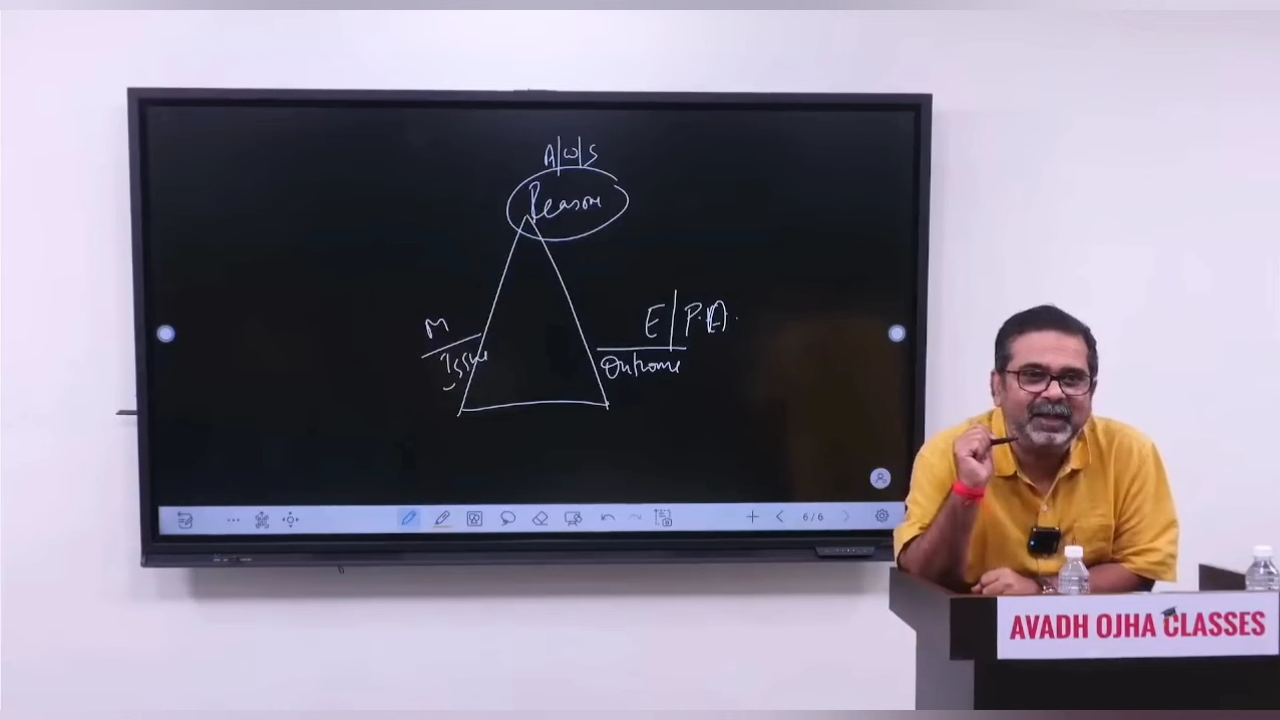 A|W|S
Reason
M
Issue
E|P.A.
Outcome
6/6
AVADH OJHA CLASSES